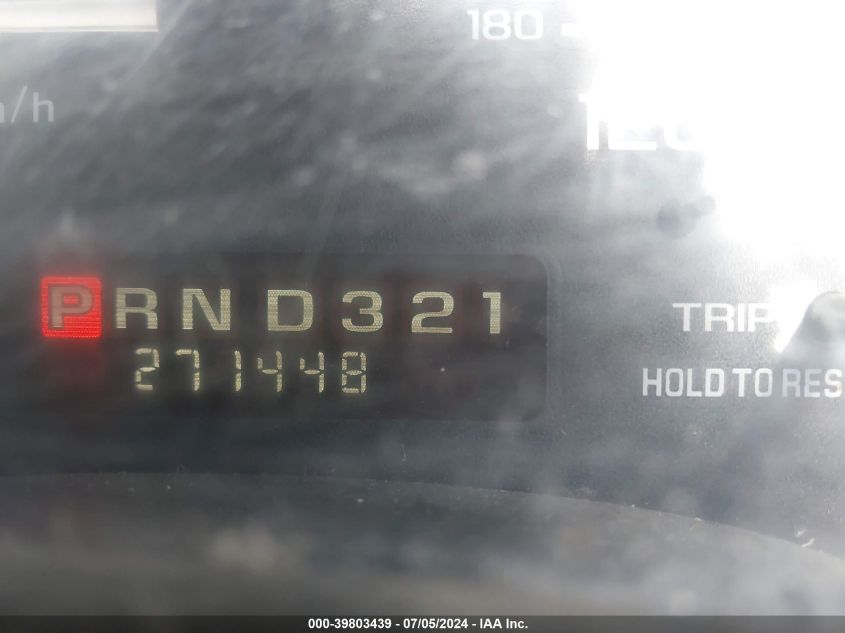 180
/h
PRND321
271448
TRIP
HOLD TO RES
000-39803439 - 07/05/2024 - IAA Inc.